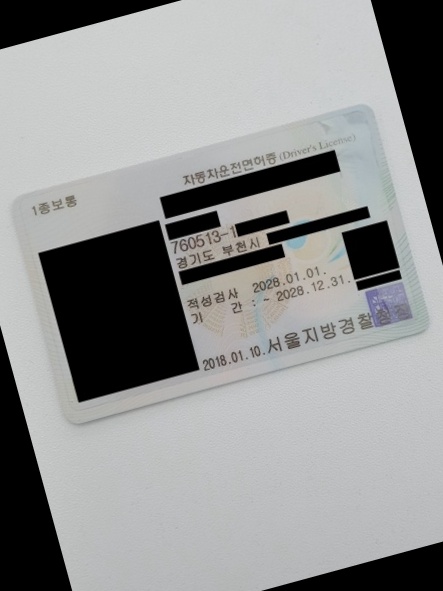 자동차운전면허증 (Driver's License)
1종보통
760513-1
경기도 부천시
적성검사 2028.01.01.
기 간 : ~ 2028.12.31.
2018.01.10. 서울지방경찰청장